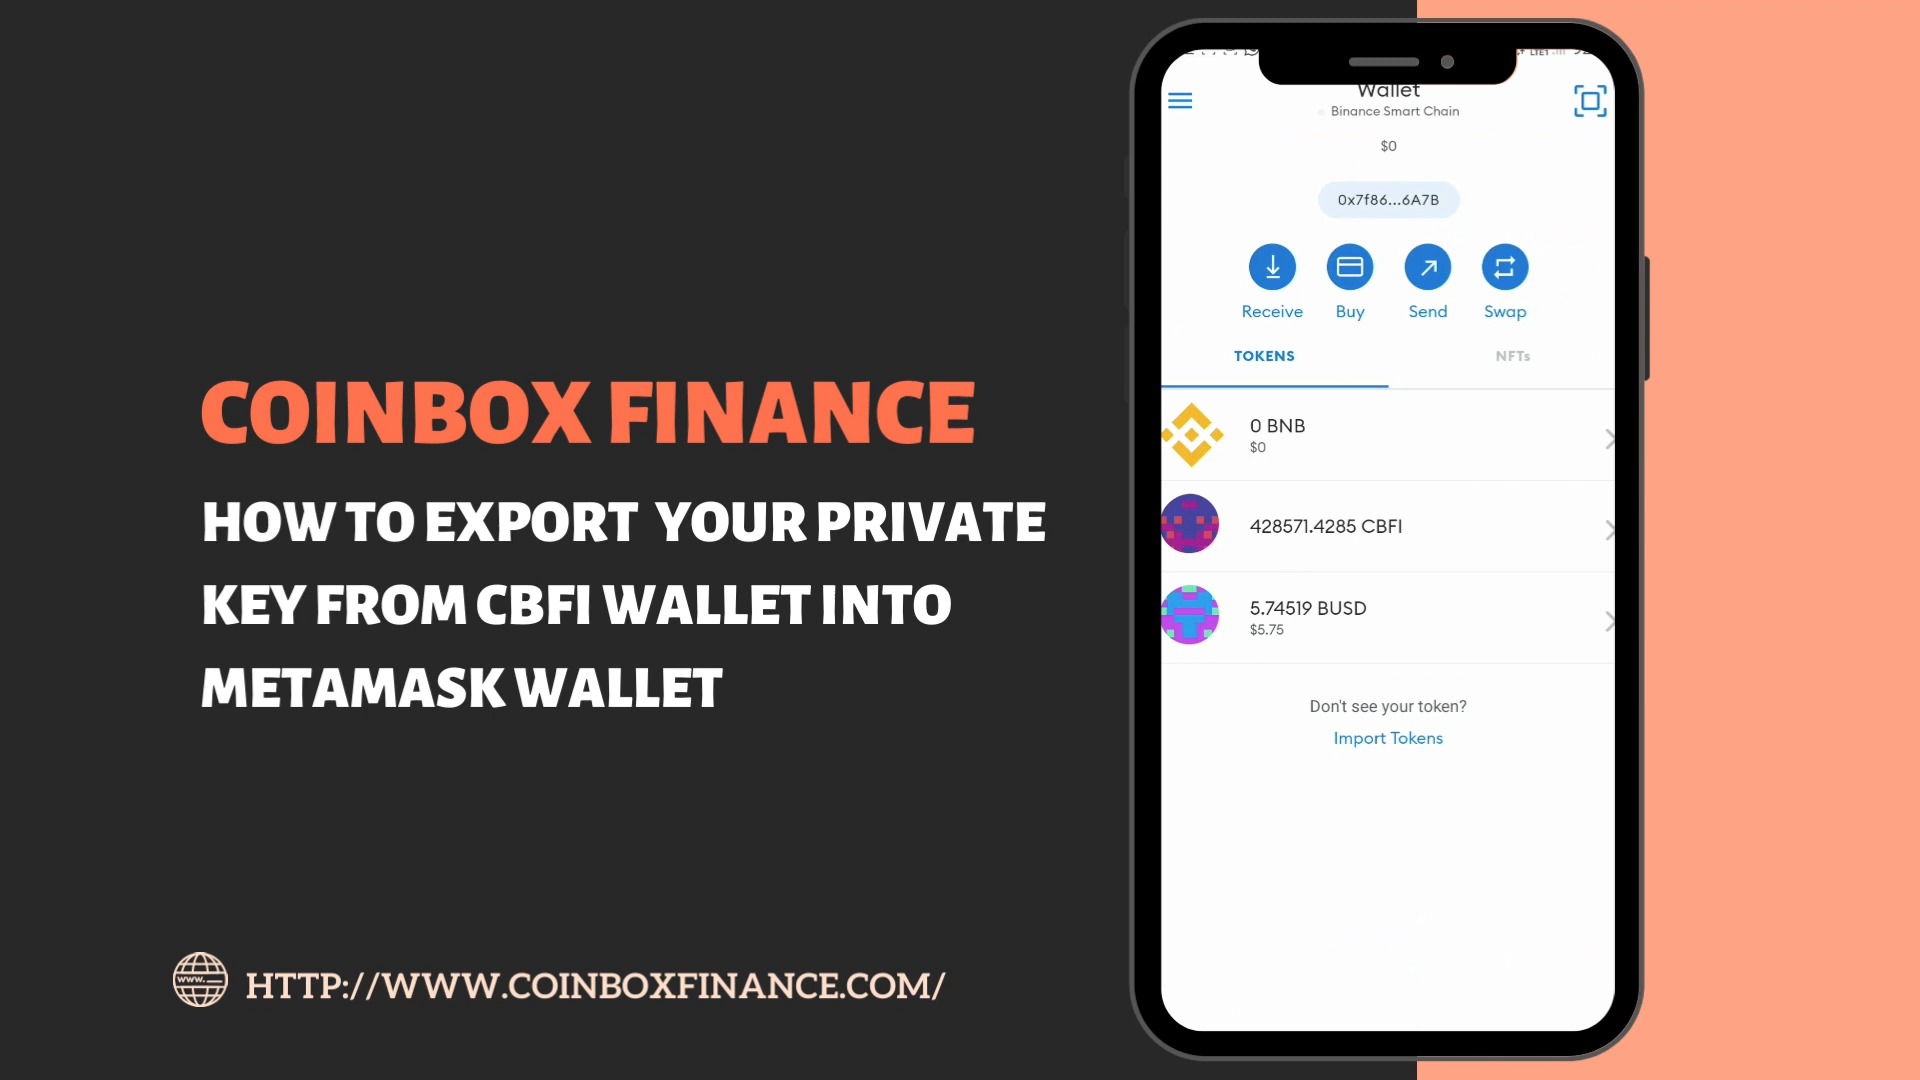 COINBOX FINANCE
HOW TO EXPORT YOUR PRIVATE
KEY FROM CBFI WALLET INTO
METAMASK WALLET
www.
HTTP://WWW.COINBOXFINANCE.COM/
Wallet
Binance Smart Chain
$0
0x7f86...6A7B
Receive Buy Send Swap
TOKENS NFTs
0 BNB
$0
428571.4285 CBFI
5.74519 BUSD
$5.75
Don't see your token?
Import Tokens